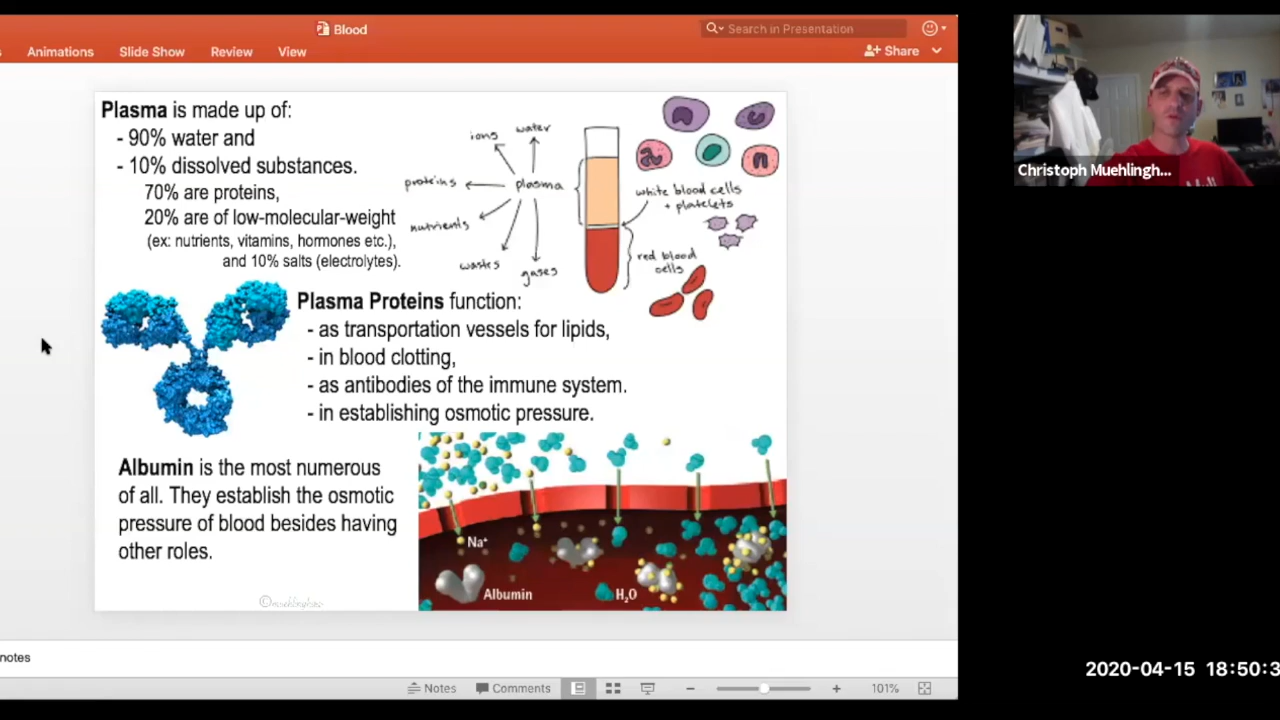 Blood
Search in Presentation
Animations
Slide Show
Review
View
Share
Plasma is made up of:
- 90% water and
- 10% dissolved substances.
70% are proteins,
20% are of low-molecular-weight
(ex: nutrients, vitamins, hormones etc.),
and 10% salts (electrolytes).
ions
water
proteins
plasma
nutrients
wastes
gases
white blood cells
+ platelets
red blood
cells
Plasma Proteins function:
- as transportation vessels for lipids,
- in blood clotting,
- as antibodies of the immune system.
- in establishing osmotic pressure.
Albumin is the most numerous
of all. They establish the osmotic
pressure of blood besides having
other roles.
Na+
Albumin
H₂O
notes
Notes
Comments
101%
Christoph Muehlingh...
2020-04-15 18:50:3